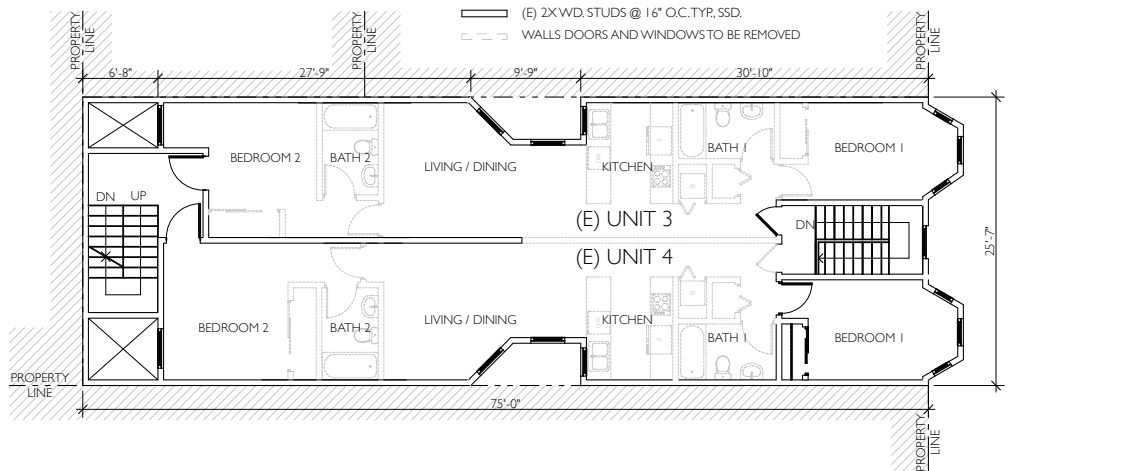 (E) 2X WD. STUDS @ 16" O.C. TYP., SSD.
WALLS DOORS AND WINDOWS TO BE REMOVED
PROPERTY
LINE
PROPERTY
LINE
PROPERTY
LINE
6'-8"
27'-9"
9'-9"
30'-10"
BEDROOM 2
BATH 2
LIVING / DINING
KITCHEN
BATH 1
BEDROOM 1
DN
UP
(E) UNIT 3
DN
25'-7"
(E) UNIT 4
BEDROOM 2
BATH 2
LIVING / DINING
KITCHEN
BATH 1
BEDROOM 1
PROPERTY
LINE
75'-0"
PROPERTY
LINE